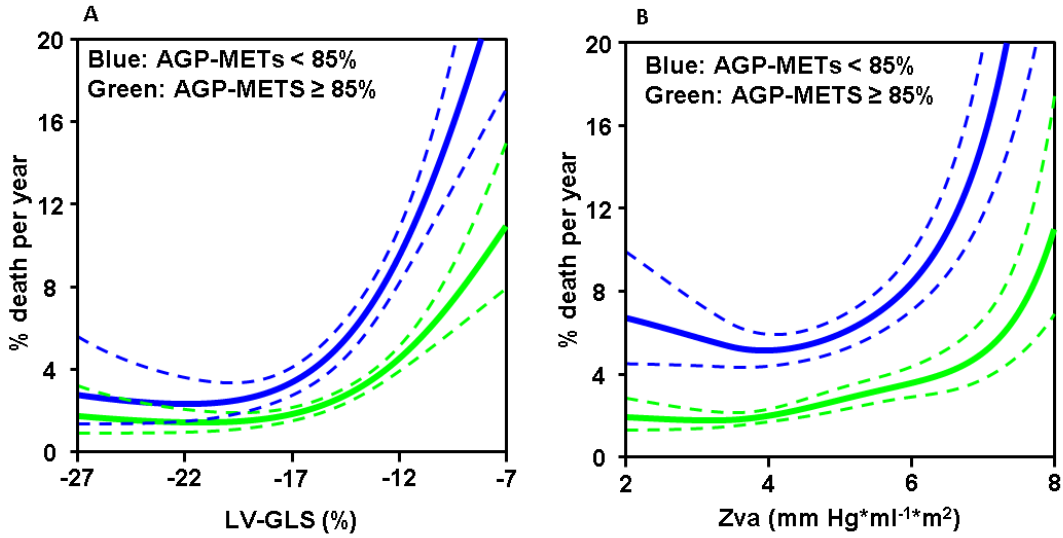 A
20
16
12
8
4
0
% death per year
Blue: AGP-METs < 85%
Green: AGP-METS ≥ 85%
-27 -22 -17 -12 -7
LV-GLS (%)
B
20
16
12
8
4
0
% death per year
Blue: AGP-METs < 85%
Green: AGP-METS ≥ 85%
2 4 6 8
Zva (mm Hg*ml⁻¹*m²)